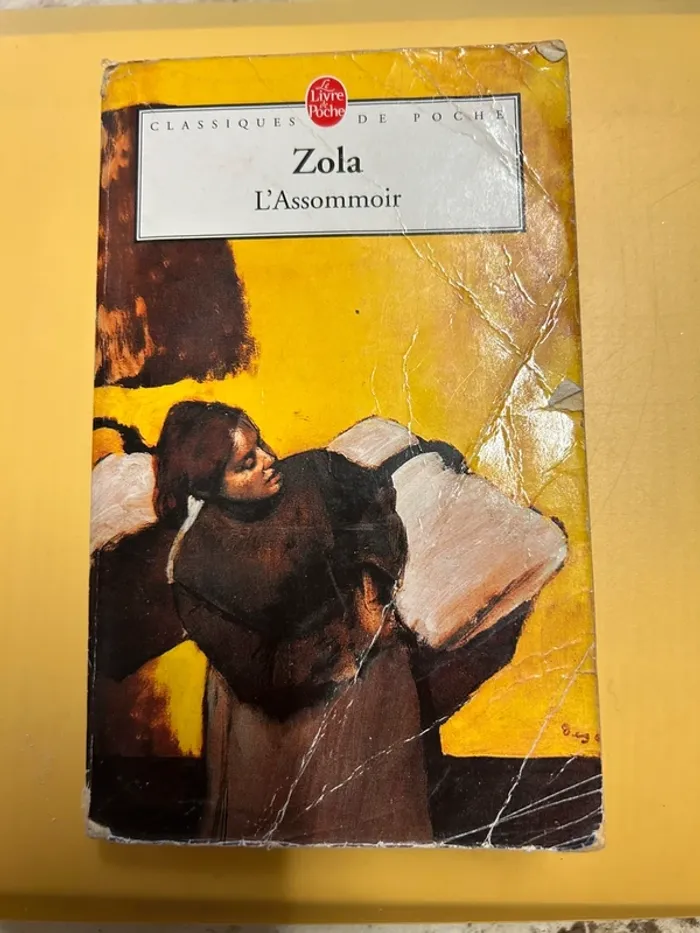 Le
Livre
de
Poche
CLASSIQUES DE POCHE
Zola
L'Assommoir